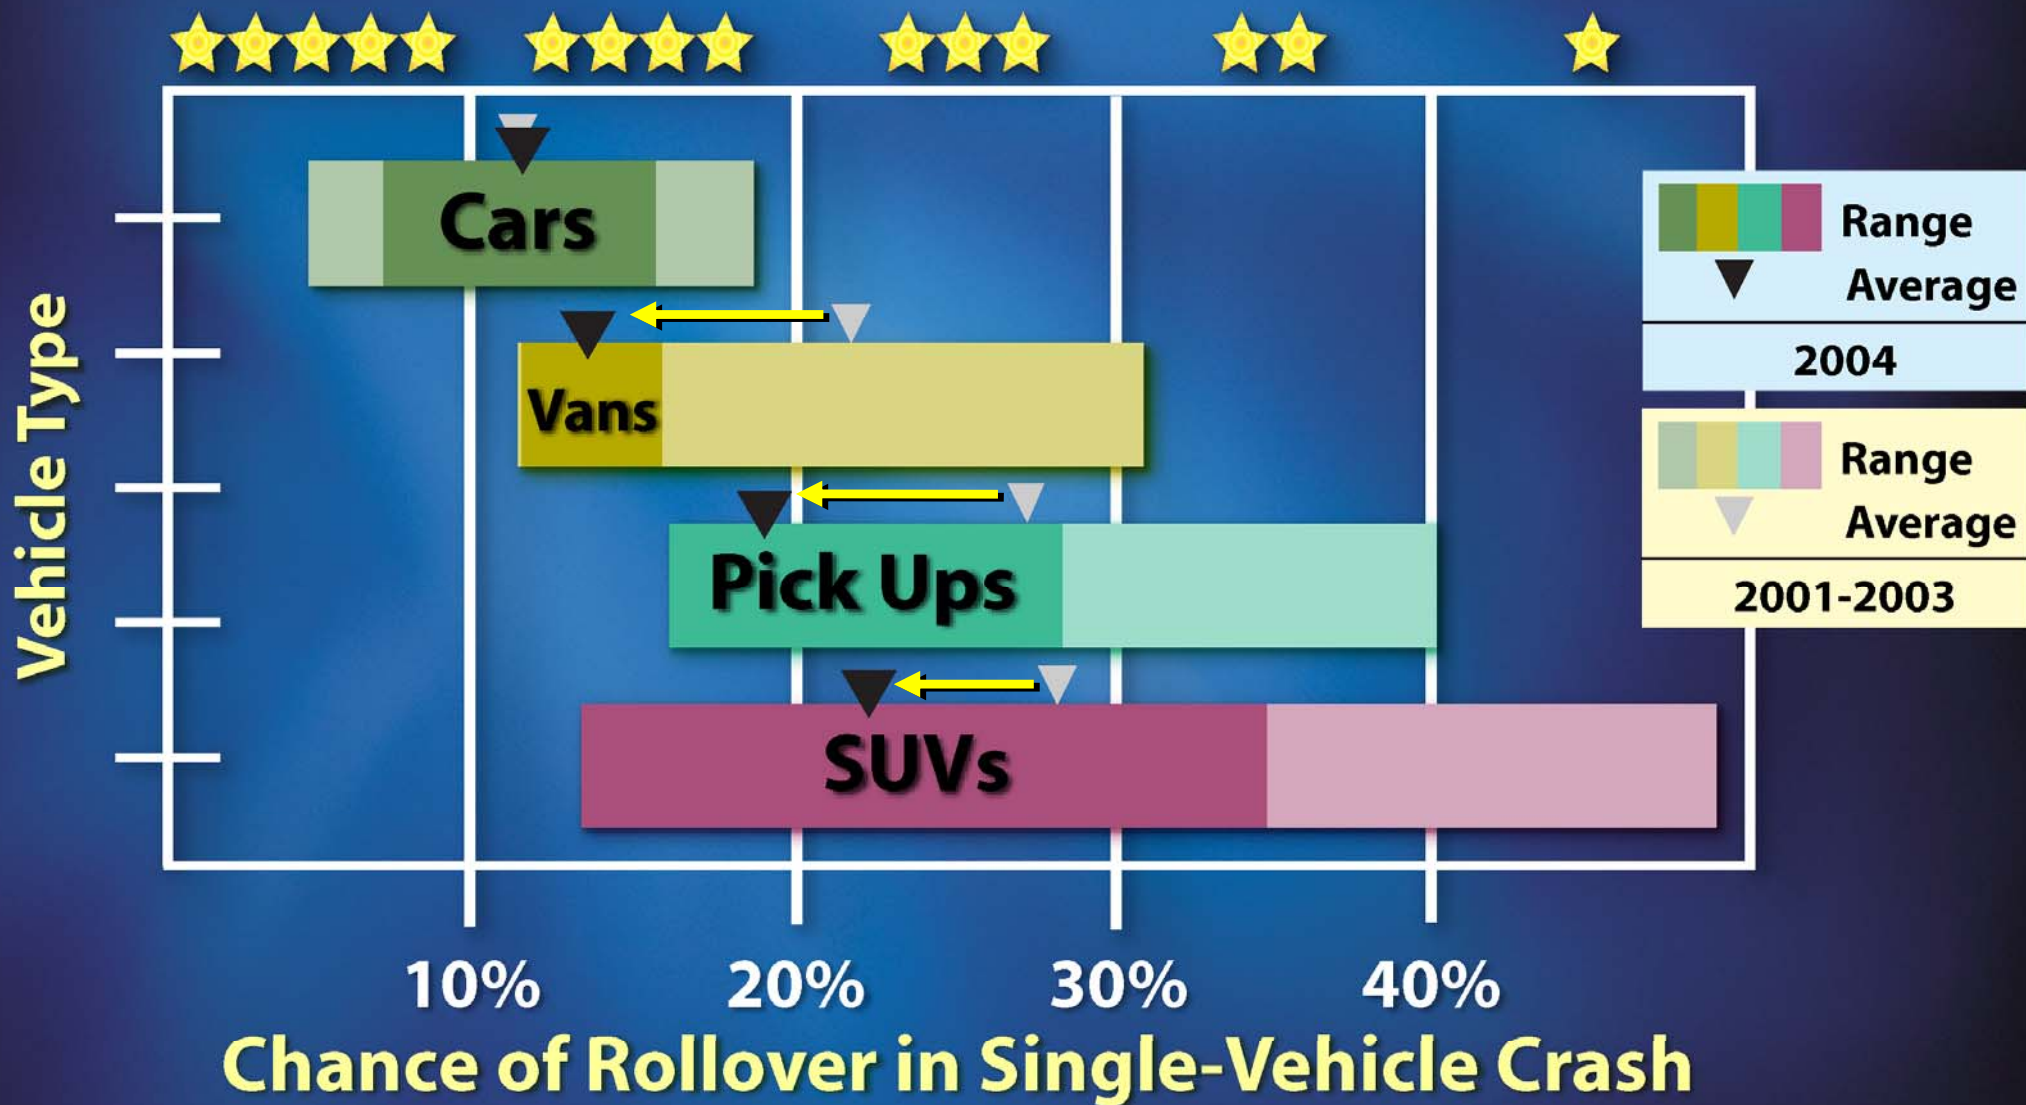 Vehicle Type
Cars
Vans
Pick Ups
SUVs
Range
Average
2004
Range
Average
2001-2003
10% 20% 30% 40%
Chance of Rollover in Single-Vehicle Crash